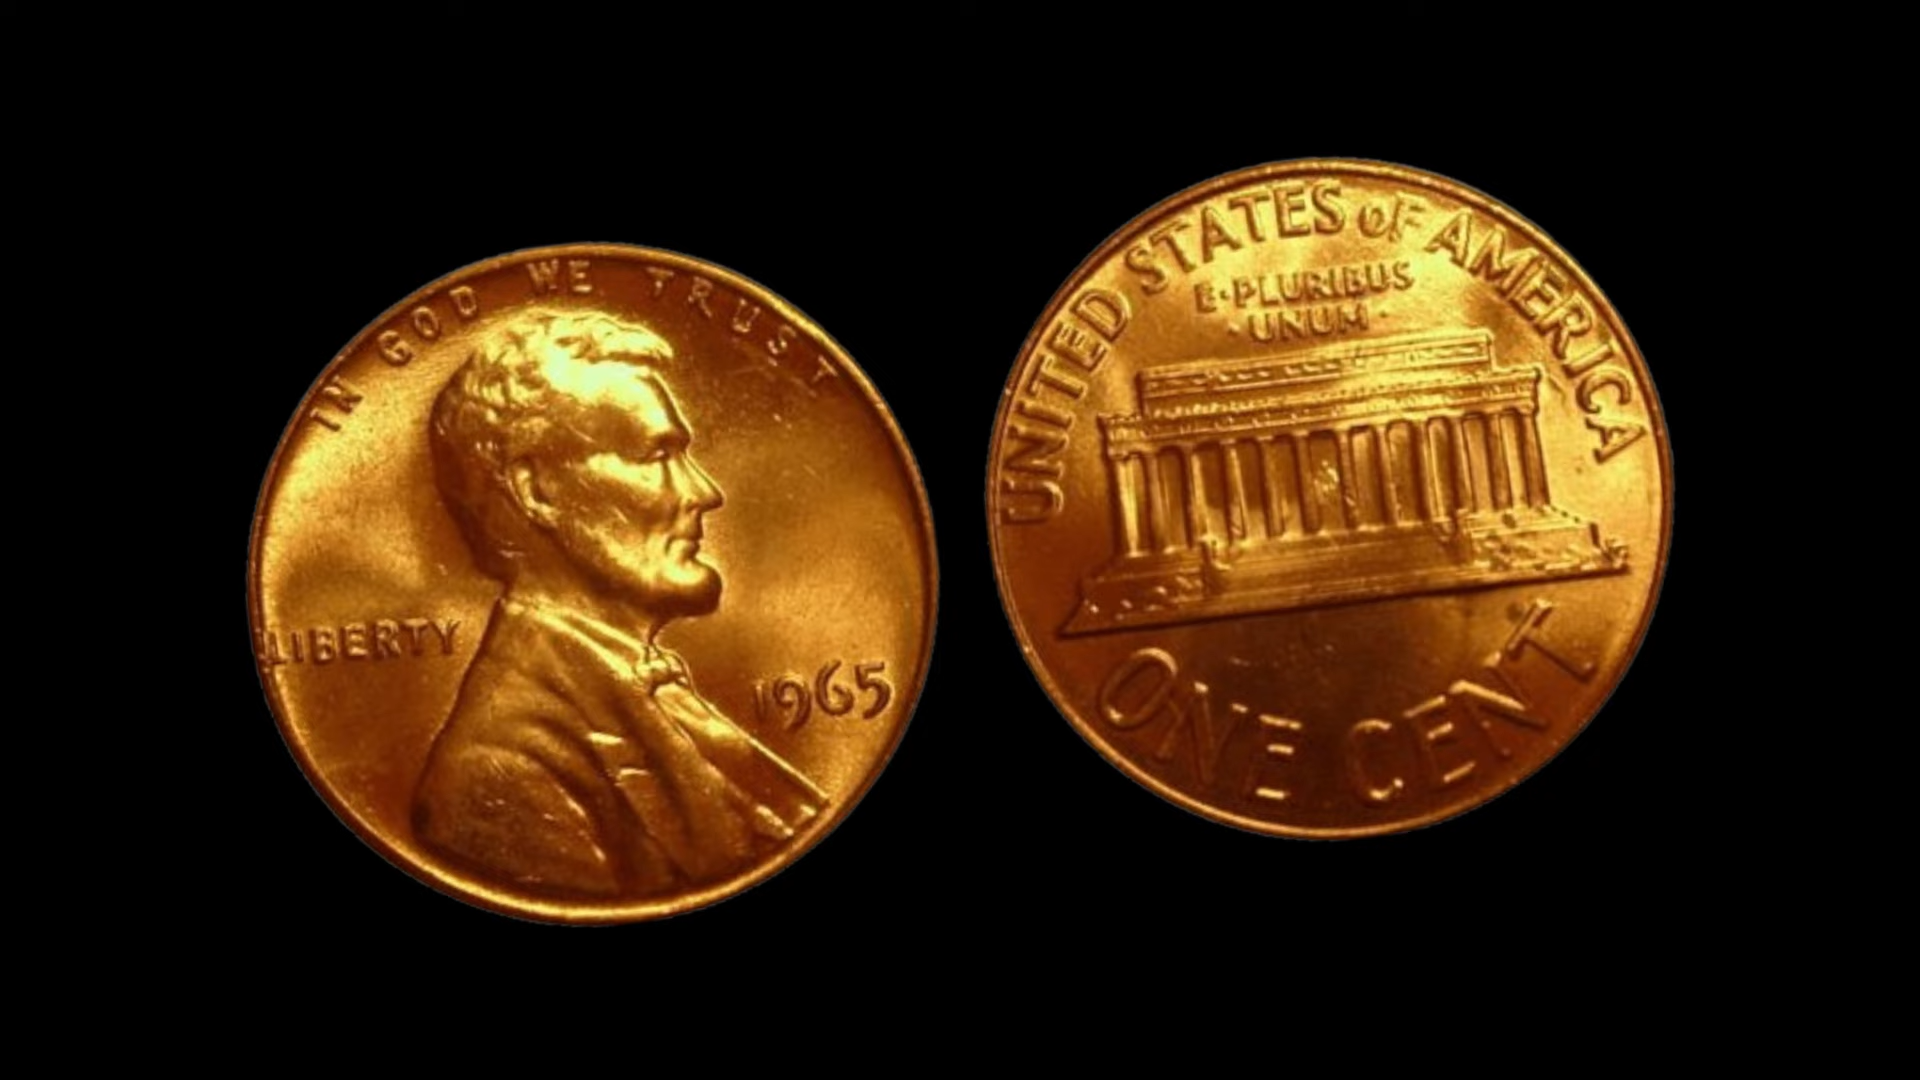 IN GOD WE TRUST
LIBERTY
1965
UNITED STATES oF AMERICA
E·PLURIBUS
·UNUM·
ONE CENT